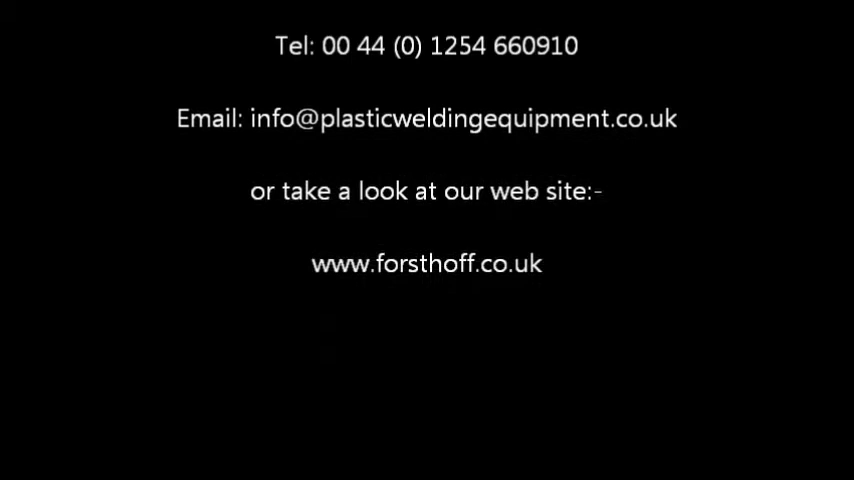 Tel: 00 44 (0) 1254 660910
Email: info@plasticweldingequipment.co.uk
or take a look at our web site:-
www.forsthoff.co.uk